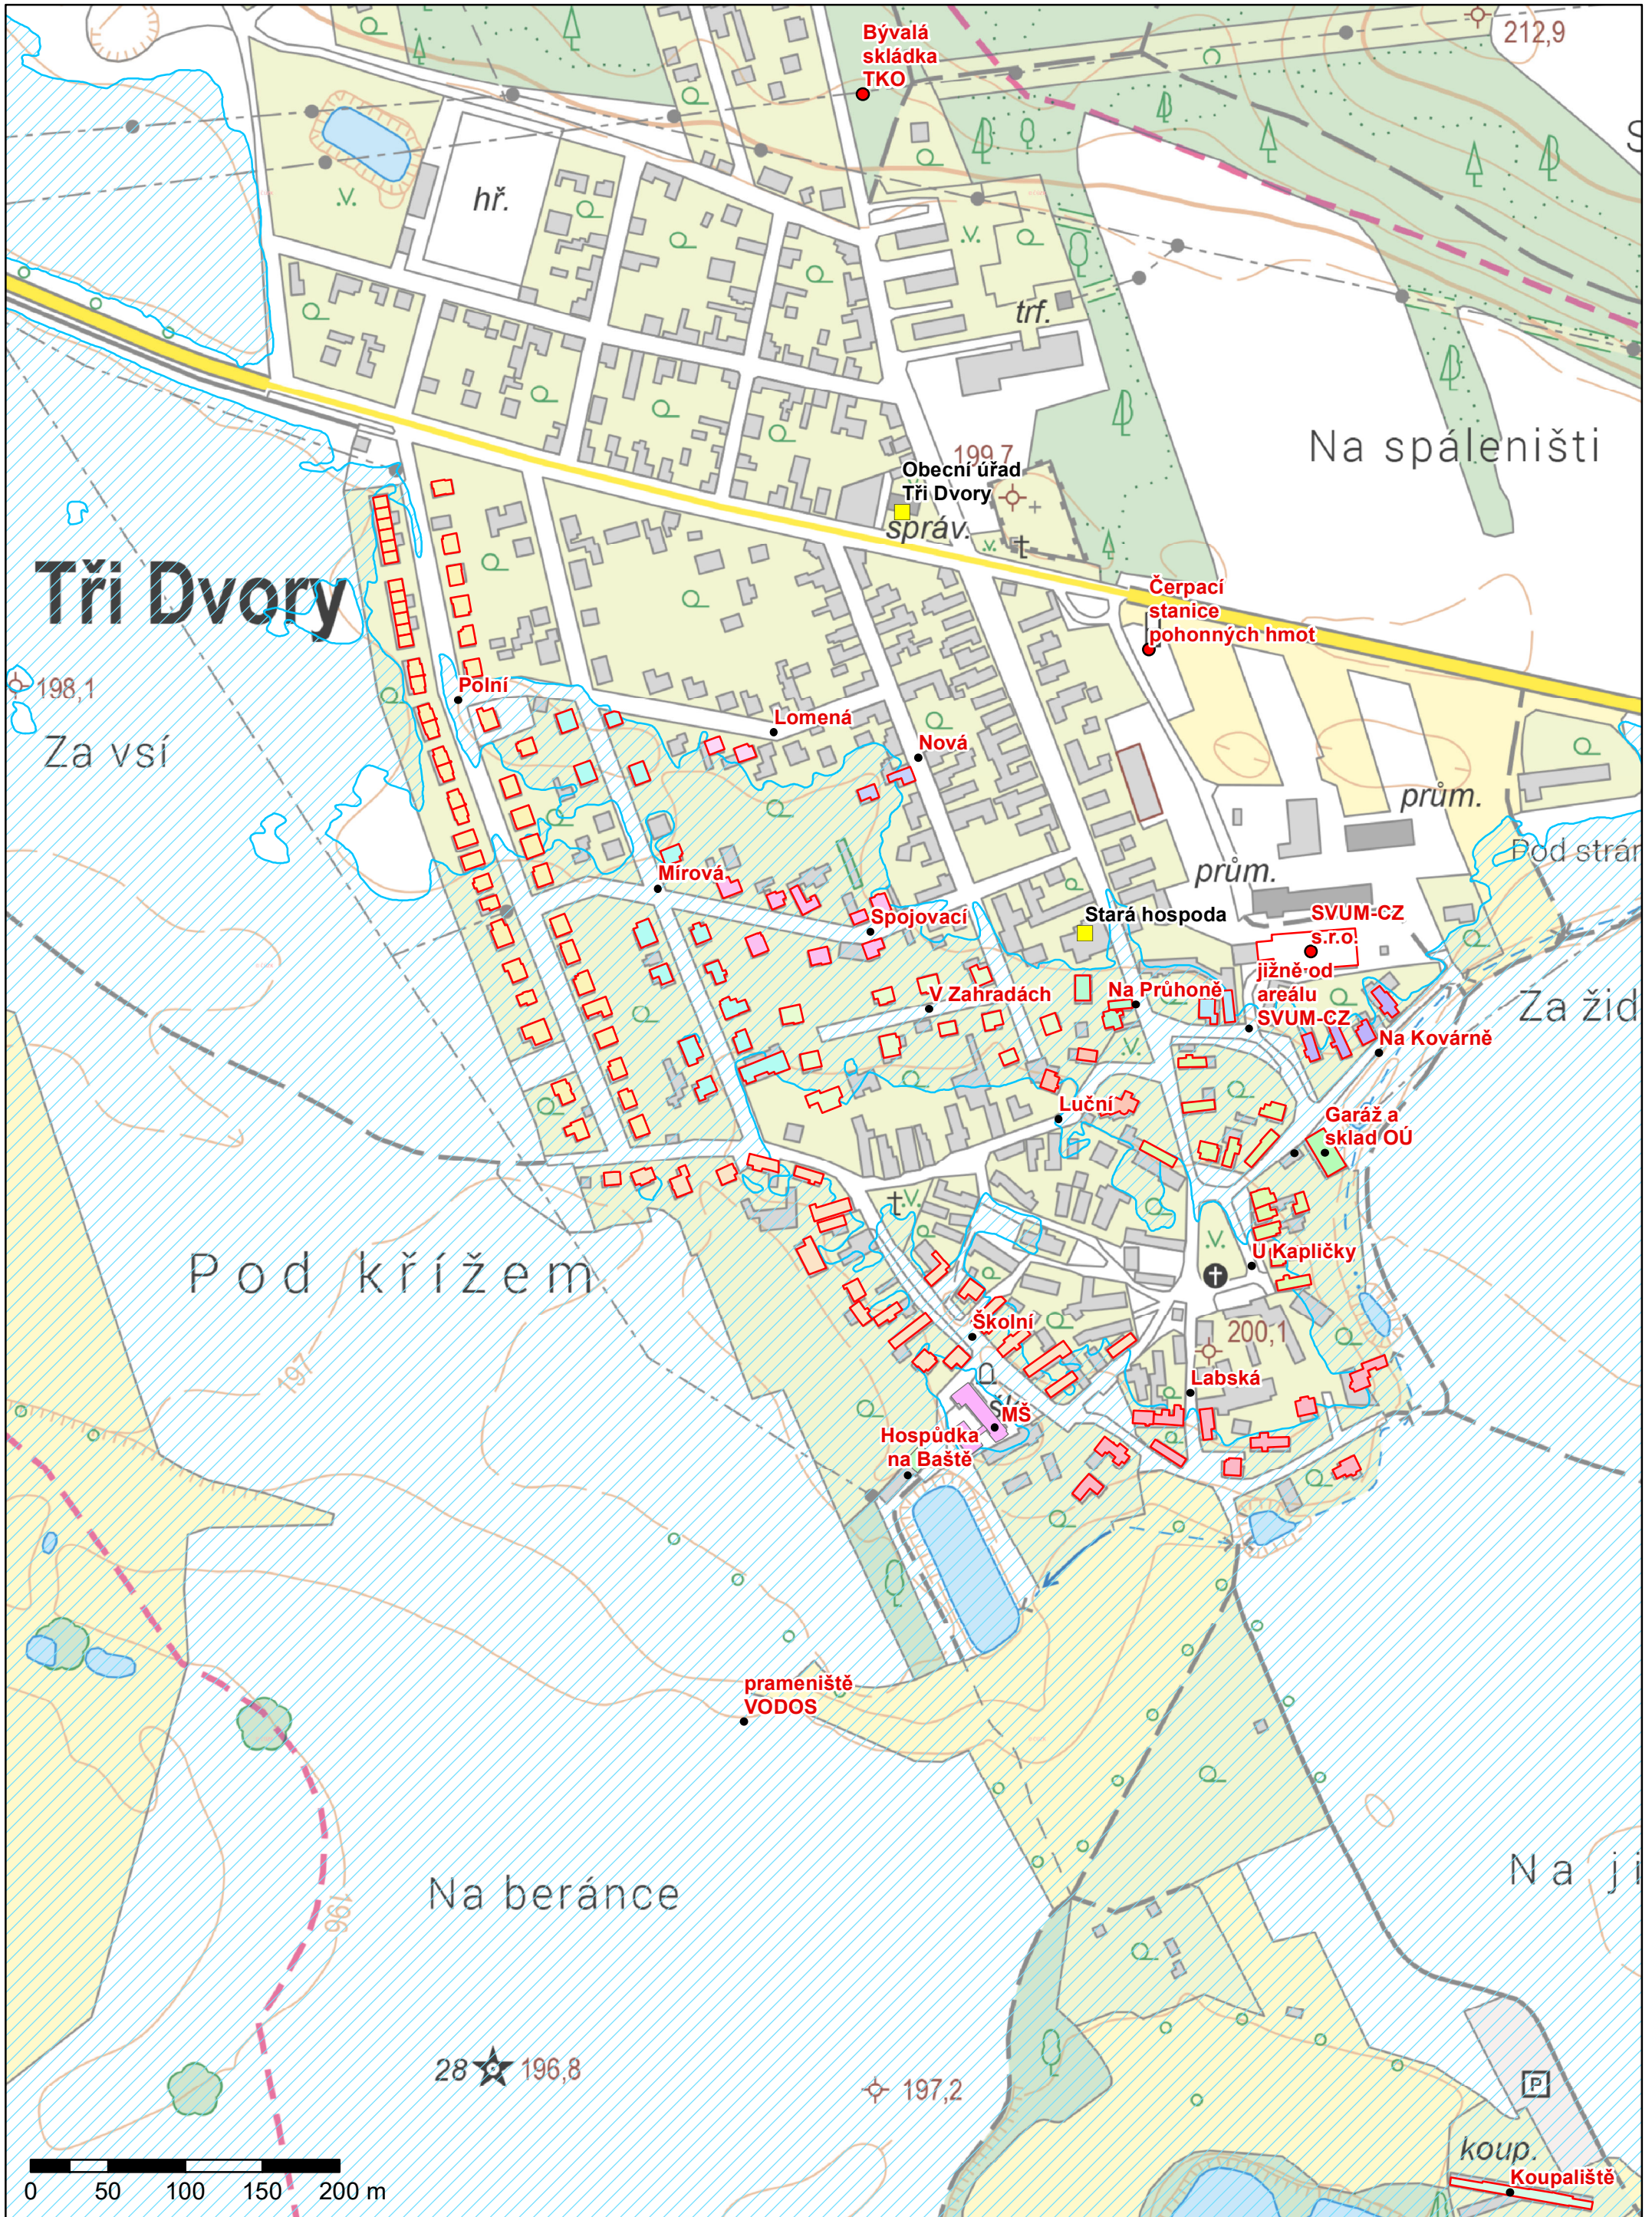 Bývalá
skládka
TKO
212,9
S
hř.
trf.
Na spáleništi
199,7
Obecní úřad
Tři Dvory
správ.
Tři Dvory
Čerpací
stanice
pohonných hmot
198,1
Polní
Lomená
Nová
Za vsí
prům.
Pod strár
prům.
Mírová
Spojovací
Stará hospoda
SVUM-CZ
s.r.o.
jižně od
areálu
SVUM-CZ
V Zahradách
Na Průhoně
Za žid
Na Kovárně
Luční
Garáž a
sklad OÚ
Pod křížem
U Kapličky
Školní
200,1
197
Labská
šk.
MŠ
Hospůdka
na Baště
prameniště
VODOS
Na beránce
196
Na ji
28
196,8
197,2
P
koup.
Koupaliště
0 50 100 150 200 m